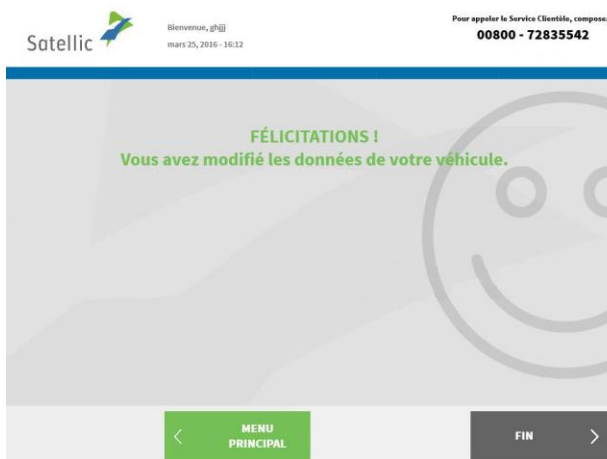 Satellic
Bienvenue, ghjjj
mars 25, 2016 - 16:12
Pour appeler le Service Clientèle, compose
00800 - 72835542
FÉLICITATIONS !
Vous avez modifié les données de votre véhicule.
MENU
PRINCIPAL
FIN